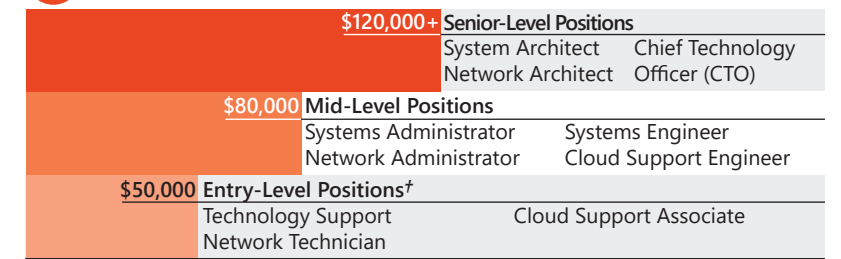 $120,000+ Senior-Level Positions
System Architect Chief Technology
Network Architect Officer (CTO)
$80,000 Mid-Level Positions
Systems Administrator Systems Engineer
Network Administrator Cloud Support Engineer
$50,000 Entry-Level Positions†
Technology Support Cloud Support Associate
Network Technician